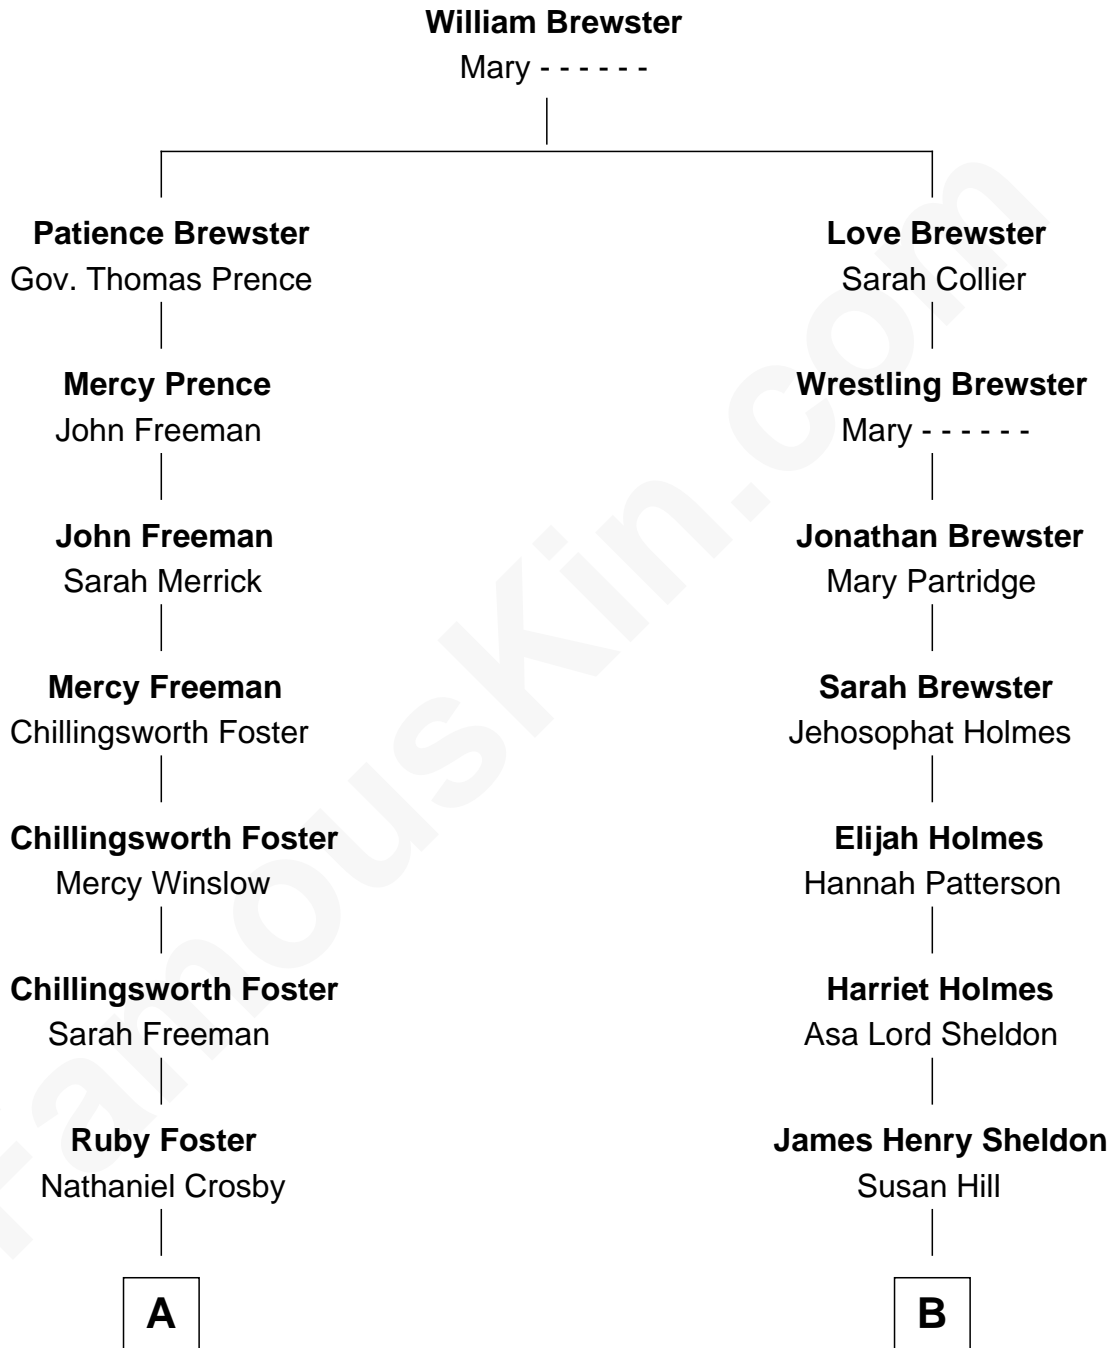 William Brewster
Mary - - - - - -
Patience Brewster
Gov. Thomas Prence
Love Brewster
Sarah Collier
Mercy Prence
John Freeman
Wrestling Brewster
Mary - - - - - -
John Freeman
Sarah Merrick
Jonathan Brewster
Mary Partridge
Mercy Freeman
Chillingsworth Foster
Sarah Brewster
Jehosophat Holmes
Chillingsworth Foster
Mercy Winslow
Elijah Holmes
Hannah Patterson
Chillingsworth Foster
Sarah Freeman
Harriet Holmes
Asa Lord Sheldon
Ruby Foster
Nathaniel Crosby
James Henry Sheldon
Susan Hill
A
B
FamousKin.com